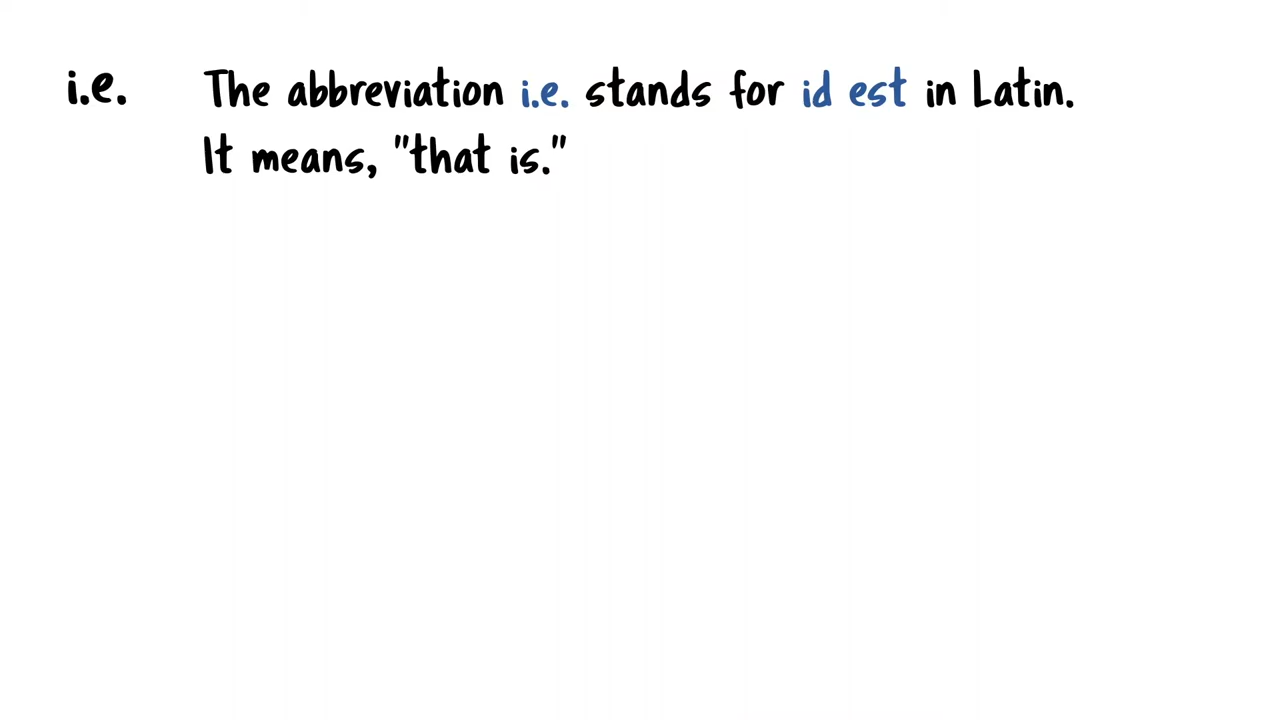 i.e. The abbreviation i.e. stands for id est in Latin.
It means, "that is."